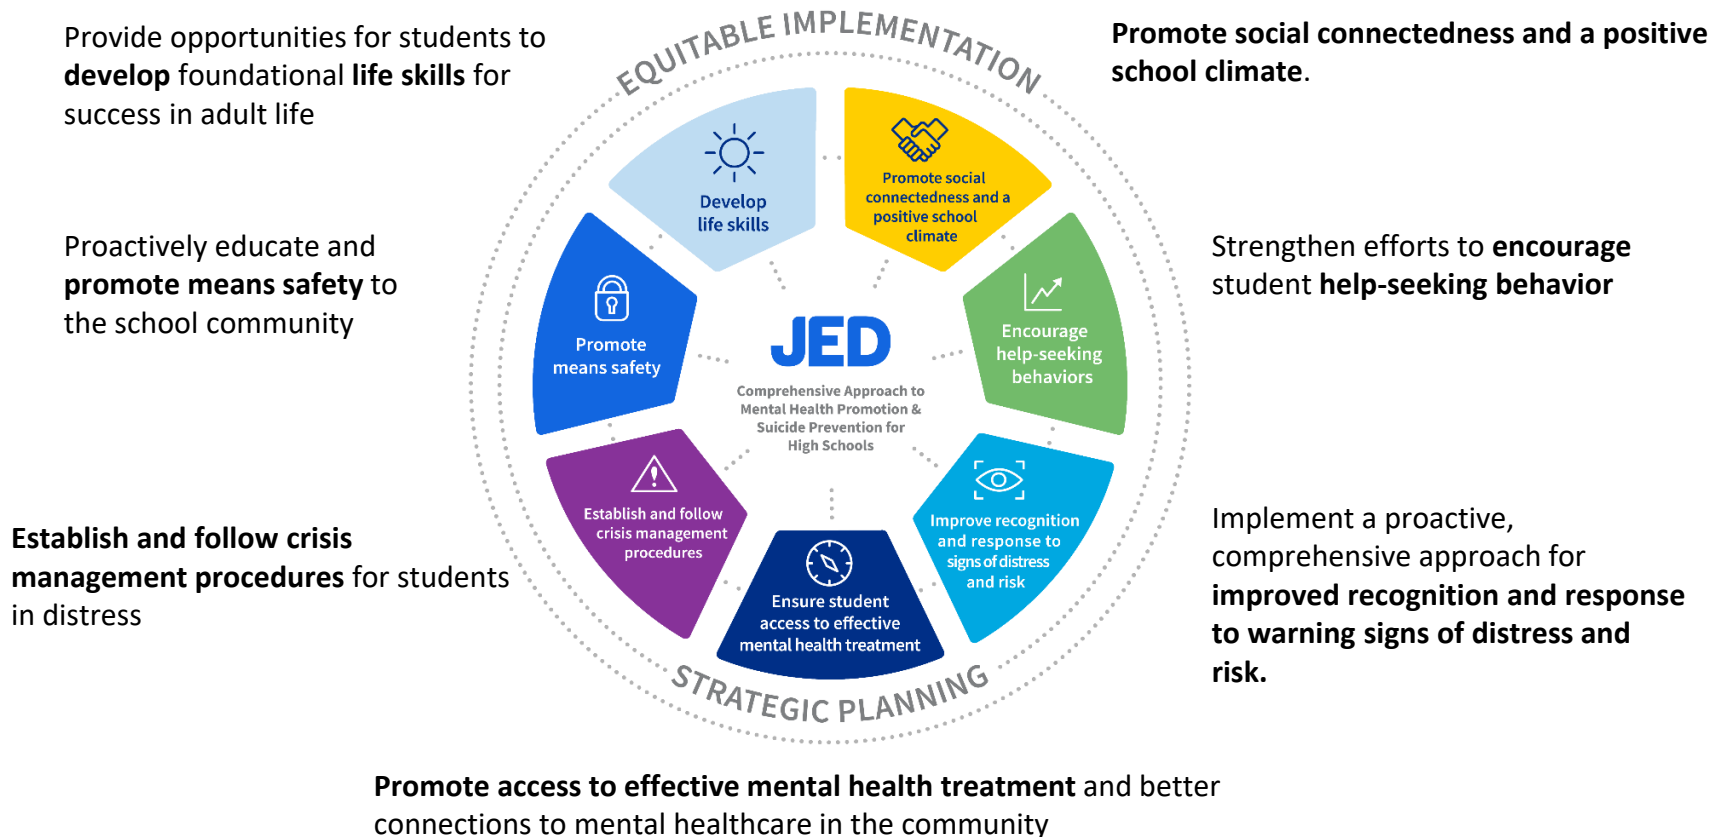 EQUITABLE IMPLEMENTATION
Provide opportunities for students to
develop foundational life skills for
success in adult life
Promote social connectedness and a positive
school climate.
Develop
life skills
Promote social
connectedness and a
positive school
climate
Proactively educate and
promote means safety to
the school community
Strengthen efforts to encourage
student help-seeking behavior
Promote
means safety
JED
Comprehensive Approach to
Mental Health Promotion &
Suicide Prevention for
High Schools
Encourage
help-seeking
behaviors
Establish and follow crisis
management procedures for students
in distress
Establish and follow
crisis management
procedures
Improve recognition
and response to
signs of distress
and risk
Implement a proactive,
comprehensive approach for
improved recognition and response
to warning signs of distress and
risk.
Ensure student
access to effective
mental health treatment
STRATEGIC PLANNING
Promote access to effective mental health treatment and better
connections to mental healthcare in the community